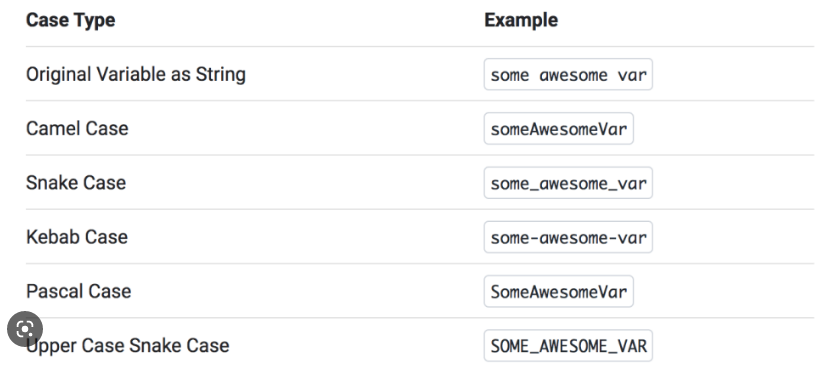 Case Type Example
Original Variable as String some awesome var
Camel Case someAwesomeVar
Snake Case some_awesome_var
Kebab Case some-awesome-var
Pascal Case SomeAwesomeVar
Upper Case Snake Case SOME_AWESOME_VAR